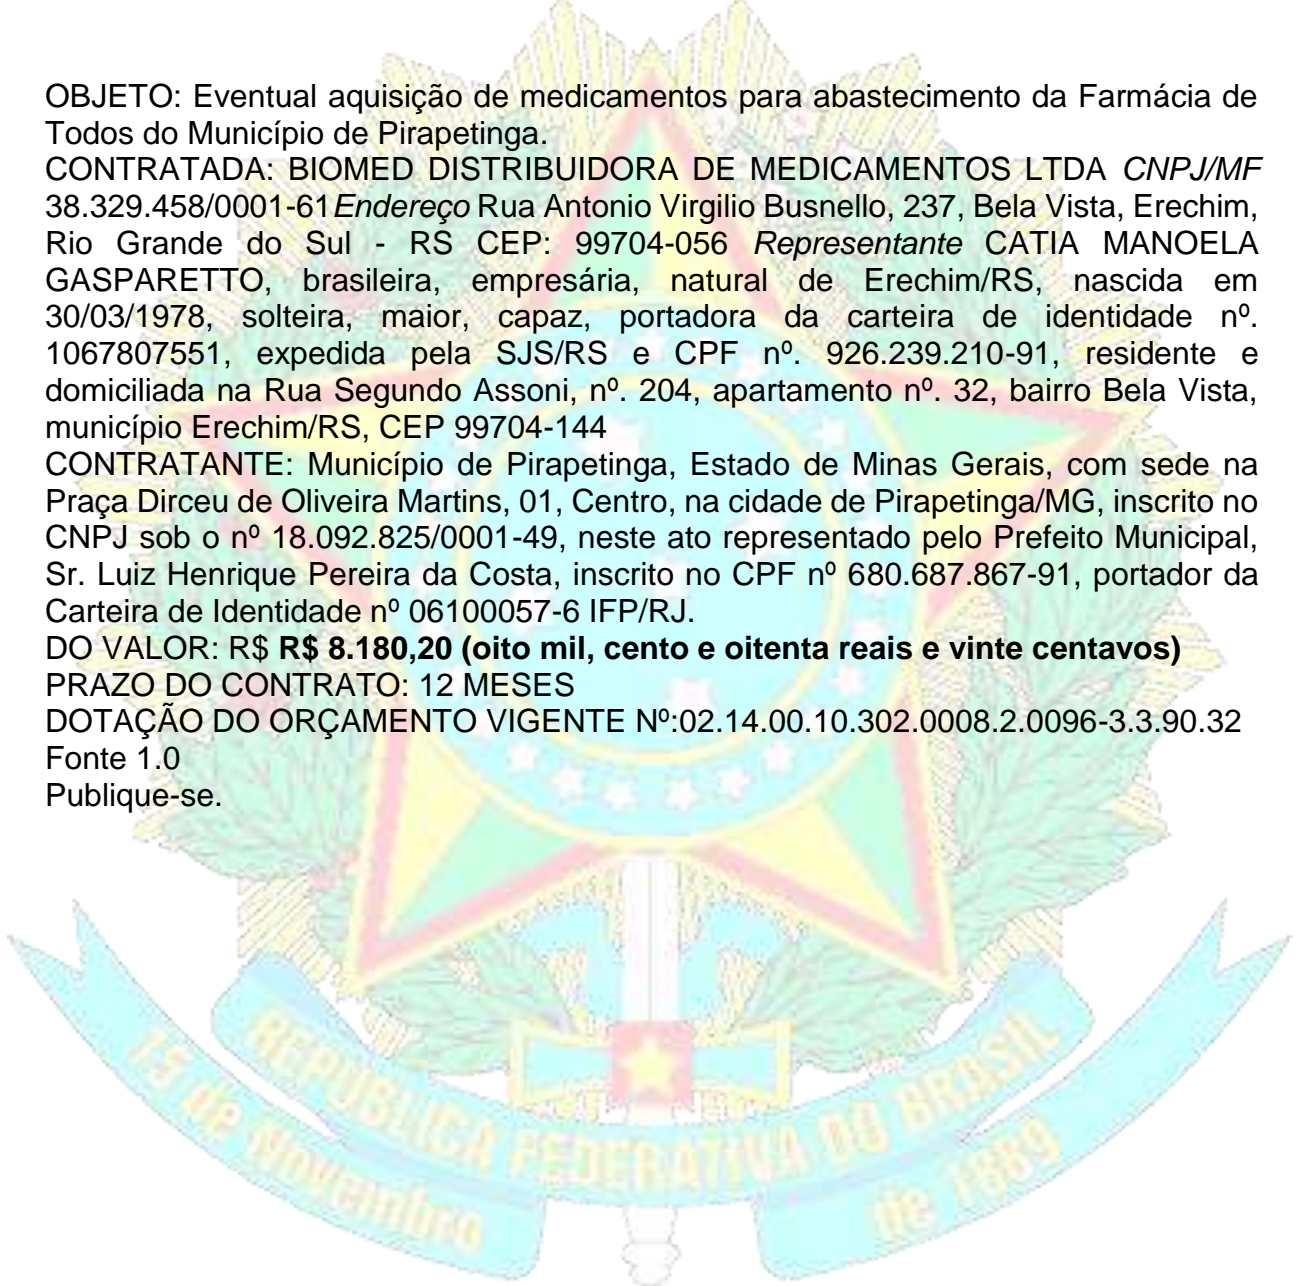 OBJETO: Eventual aquisição de medicamentos para abastecimento da Farmácia de
Todos do Município de Pirapetinga.
CONTRATADA: BIOMED DISTRIBUIDORA DE MEDICAMENTOS LTDA CNPJ/MF
38.329.458/0001-61Endereço Rua Antonio Virgilio Busnello, 237, Bela Vista, Erechim,
Rio Grande do Sul - RS CEP: 99704-056 Representante CATIA MANOELA
GASPARETTO, brasileira, empresária, natural de Erechim/RS, nascida em
30/03/1978, solteira, maior, capaz, portadora da carteira de identidade nº.
1067807551, expedida pela SJS/RS e CPF nº. 926.239.210-91, residente e
domiciliada na Rua Segundo Assoni, nº. 204, apartamento nº. 32, bairro Bela Vista,
município Erechim/RS, CEP 99704-144
CONTRATANTE: Município de Pirapetinga, Estado de Minas Gerais, com sede na
Praça Dirceu de Oliveira Martins, 01, Centro, na cidade de Pirapetinga/MG, inscrito no
CNPJ sob o nº 18.092.825/0001-49, neste ato representado pelo Prefeito Municipal,
Sr. Luiz Henrique Pereira da Costa, inscrito no CPF nº 680.687.867-91, portador da
Carteira de Identidade nº 06100057-6 IFP/RJ.
DO VALOR: R$ R$ 8.180,20 (oito mil, cento e oitenta reais e vinte centavos)
PRAZO DO CONTRATO: 12 MESES
DOTAÇÃO DO ORÇAMENTO VIGENTE Nº:02.14.00.10.302.0008.2.0096-3.3.90.32
Fonte 1.0
Publique-se.
REPÚBLICA FEDERATIVA DO BRASIL
15 de Novembro de 1889